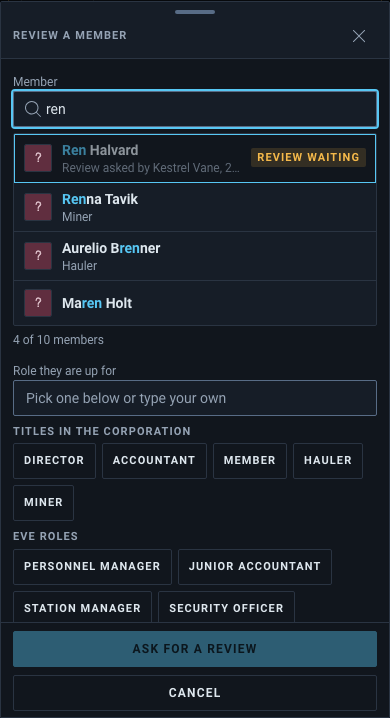 REVIEW A MEMBER
Member
ren
? Ren Halvard
Review asked by Kestrel Vane, 2... REVIEW WAITING
? Renna Tavik
Miner
? Aurelio Brenner
Hauler
? Maren Holt
4 of 10 members
Role they are up for
Pick one below or type your own
TITLES IN THE CORPORATION
DIRECTOR ACCOUNTANT MEMBER HAULER
MINER
EVE ROLES
PERSONNEL MANAGER JUNIOR ACCOUNTANT
STATION MANAGER SECURITY OFFICER
ASK FOR A REVIEW
CANCEL